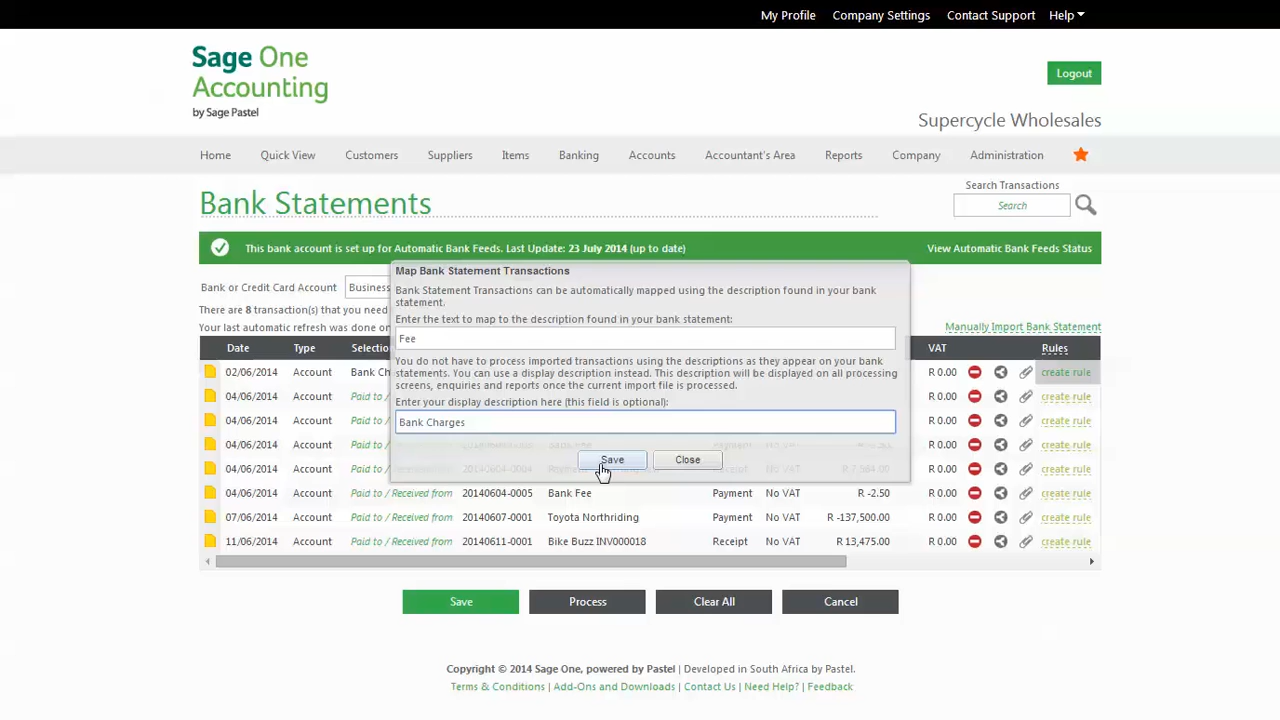 My Profile Company Settings Contact Support Help
Sage One
Accounting
by Sage Pastel
Logout
Supercycle Wholesales
Home Quick View Customers Suppliers Items Banking Accounts Accountant's Area Reports Company Administration
Search Transactions
Bank Statements
Search
This bank account is set up for Automatic Bank Feeds. Last Update: 23 July 2014 (up to date) View Automatic Bank Feeds Status
Map Bank Statement Transactions
Bank or Credit Card Account Business
Bank Statement Transactions can be automatically mapped using the description found in your bank
statement.
There are 8 transaction(s) that you need
Enter the text to map to the description found in your bank statement:
Your last automatic refresh was done on
Manually Import Bank Statement
Fee
Date Type Selection VAT Rules
You do not have to process imported transactions using the descriptions as they appear on your bank
statements. You can use a display description instead. This description will be displayed on all processing
screens, enquiries and reports once the current import file is processed.
Enter your display description here (this field is optional):
Bank Charges
Save Close
02/06/2014 Account Bank Ch R 0.00 create rule
04/06/2014 Account Paid to / R R 0.00 create rule
04/06/2014 Account Paid to / R R 0.00 create rule
04/06/2014 Account Paid to / R Payment R 0.00 create rule
04/06/2014 Account Paid to / Received from Receipt No VAT R 7,584.00 R 0.00 create rule
04/06/2014 Account Paid to / Received from 20140604-0005 Bank Fee Payment No VAT R -2.50 R 0.00 create rule
07/06/2014 Account Paid to / Received from 20140607-0001 Toyota Northriding Payment No VAT R -137,500.00 R 0.00 create rule
11/06/2014 Account Paid to / Received from 20140611-0001 Bike Buzz INV000018 Receipt No VAT R 13,475.00 R 0.00 create rule
Save Process Clear All Cancel
Copyright © 2014 Sage One, powered by Pastel | Developed in South Africa by Pastel.
Terms & Conditions | Add-Ons and Downloads | Contact Us | Need Help? | Feedback